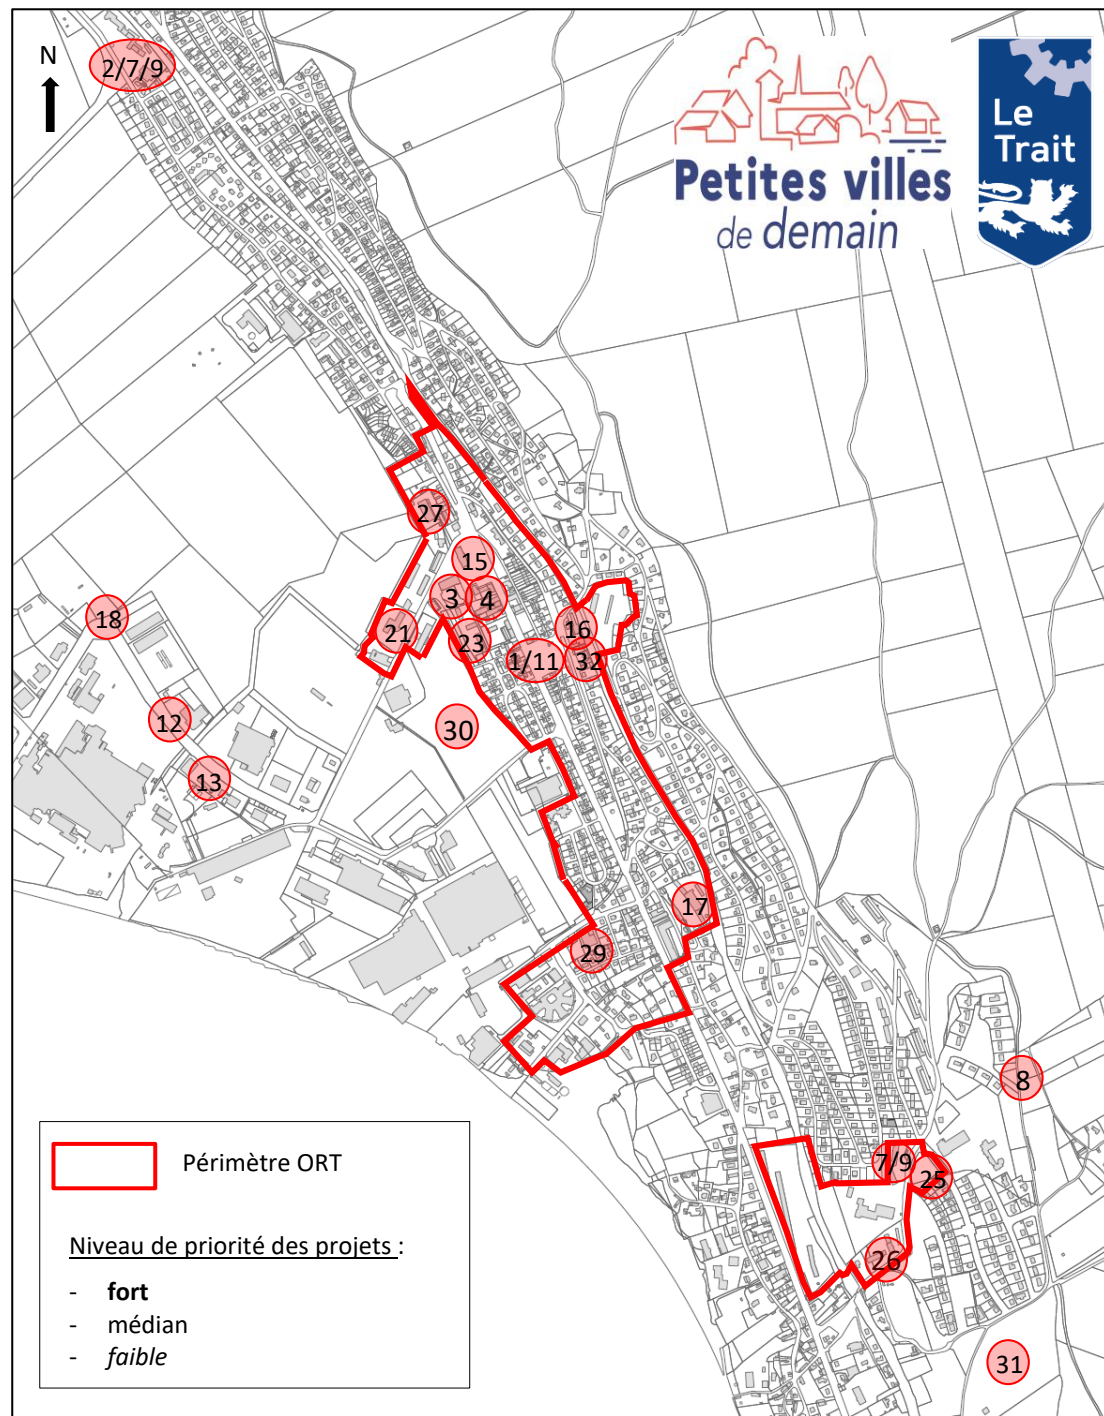 N
2/7/9
Petites villes
de demain
Le
Trait
27
15
3
4
18
21
23
16
1/11
32
30
12
13
17
29
8
7/9
25
26
31
Périmètre ORT
Niveau de priorité des projets :
- fort
- médian
- faible